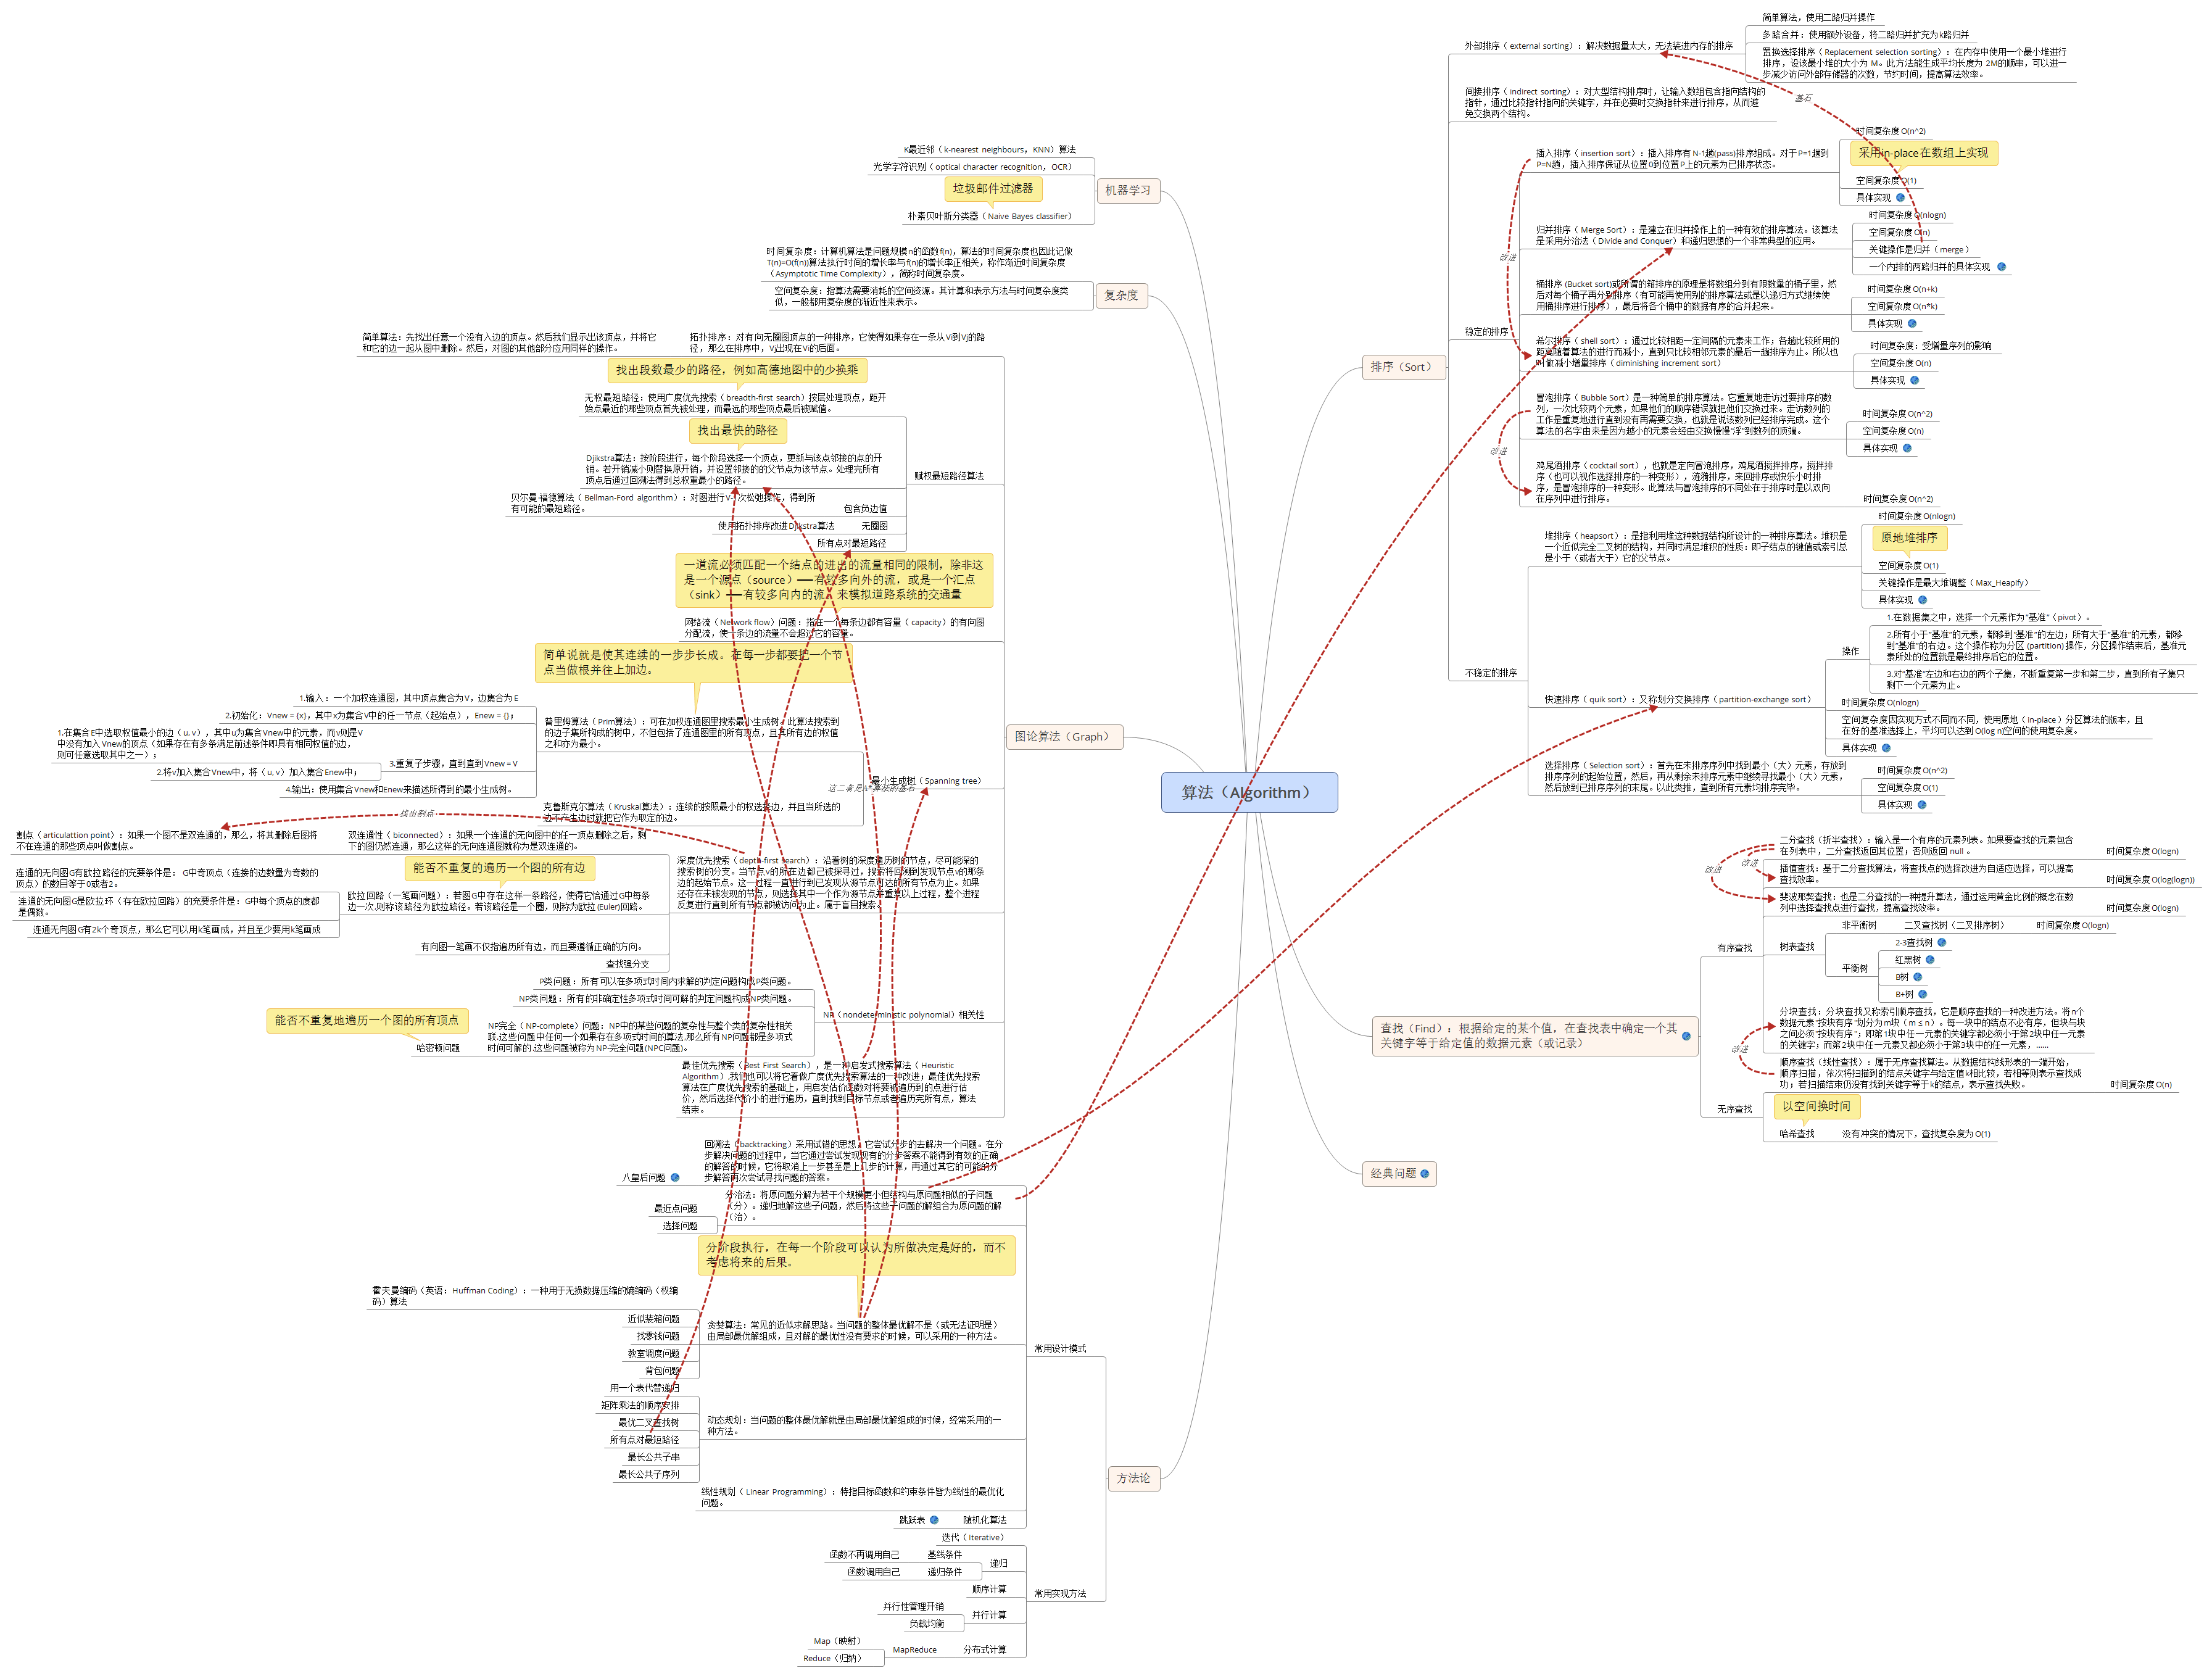 算法（Algorithm）
机器学习
K最近邻（k-nearest neighbours，KNN）算法
光学字符识别（optical character recognition，OCR）
垃圾邮件过滤器
朴素贝叶斯分类器（Naive Bayes classifier）
复杂度
时间复杂度：计算机算法是问题规模n的函数f(n)，算法的时间复杂度也因此记做
T(n)=O(f(n))算法执行时间的增长率与f(n)的增长率正相关，称作渐近时间复杂度
（Asymptotic Time Complexity），简称时间复杂度。
空间复杂度：指算法需要消耗的空间资源。其计算和表示方法与时间复杂度类
似，一般都用复杂度的渐近性来表示。
图论算法（Graph）
拓扑排序：对有向无圈图顶点的一种排序，它使得如果存在一条从Vi到Vj的路
径，那么在排序中，Vj出现在Vi的后面。
简单算法：先找出任意一个没有入边的顶点。然后我们显示出该顶点，并将它
和它的边一起从图中删除。然后，对图的其他部分应用同样的操作。
赋权最短路径算法
找出段数最少的路径，例如高德地图中的少换乘
无权最短路径：使用广度优先搜索（breadth-first search）按层处理顶点，距开
始点最近的那些顶点首先被处理，而最远的那些顶点最后被赋值。
找出最快的路径
Djikstra算法：按阶段进行，每个阶段选择一个顶点，更新与该点邻接的点的开
销。若开销减小则替换原开销，并设置邻接的的父节点为该节点。处理完所有
顶点后通过回溯法得到总权重最小的路径。
包含负边值
贝尔曼-福德算法（Bellman-Ford algorithm）：对图进行V-1次松弛操作，得到所
有可能的最短路径。
无圈图
使用拓扑排序改进Djikstra算法
所有点对最短路径
一道流必须匹配一个结点的进出的流量相同的限制，除非这
是一个源点（source）──有较多向外的流，或是一个汇点
（sink）──有较多向内的流。来模拟道路系统的交通量
网络流（Network flow）问题：指在一个每条边都有容量（capacity）的有向图
分配流，使一条边的流量不会超过它的容量。
最小生成树（Spanning tree）
简单说就是使其连续的一步步长成。在每一步都要把一个节
点当做根并往上加边。
普里姆算法（Prim算法）：可在加权连通图里搜索最小生成树。此算法搜索到
的边子集所构成的树中，不但包括了连通图里的所有顶点，且其所有边的权值
之和亦为最小。
1.输入：一个加权连通图，其中顶点集合为V，边集合为E
2.初始化：Vnew = {x}，其中x为集合V中的任一节点（起始点），Enew = {}；
3.重复子步骤，直到直到Vnew = V
1.在集合E中选取权值最小的边（u, v），其中u为集合Vnew中的元素，而v则是V
中没有加入Vnew的顶点（如果存在有多条满足前述条件即具有相同权值的边，
则可任意选取其中之一）；
2.将v加入集合Vnew中，将（u, v）加入集合Enew中；
4.输出：使用集合Vnew和Enew来描述所得到的最小生成树。
克鲁斯克尔算法（Kruskal算法）：连续的按照最小的权选择边，并且当所选的
边不产生边时就把它作为取定的边。
这二者是A*算法的基石
找出割点
深度优先搜索（depth-first search）：沿着树的深度遍历树的节点，尽可能深的
搜索树的分支。当节点v的所在边都己被探寻过，搜索将回溯到发现节点v的那条
边的起始节点。这一过程一直进行到已发现从源节点可达的所有节点为止。如果
还存在未被发现的节点，则选择其中一个作为源节点并重复以上过程，整个进程
反复进行直到所有节点都被访问为止。属于盲目搜索。
双连通性（biconnected）：如果一个连通的无向图中的任一顶点删除之后，剩
下的图仍然连通，那么这样的无向连通图就称为是双连通的。
割点（articulattion point）：如果一个图不是双连通的，那么，将其删除后图将
不在连通的那些顶点叫做割点。
能否不重复的遍历一个图的所有边
欧拉回路（一笔画问题）：若图G中存在这样一条路径，使得它恰通过G中每条
边一次,则称该路径为欧拉路径。若该路径是一个圈，则称为欧拉(Euler)回路。
连通的无向图G有欧拉路径的充要条件是： G中奇顶点（连接的边数量为奇数的
顶点）的数目等于0或者2。
连通的无向图G是欧拉环（存在欧拉回路）的充要条件是：G中每个顶点的度都
是偶数。
连通无向图G有2k个奇顶点，那么它可以用k笔画成，并且至少要用k笔画成
有向图一笔画不仅指遍历所有边，而且要遵循正确的方向。
查找强分支
NP（nondeterministic polynomial）相关性
P类问题：所有可以在多项式时间内求解的判定问题构成P类问题。
NP类问题：所有的非确定性多项式时间可解的判定问题构成NP类问题。
NP完全（NP-complete）问题：NP中的某些问题的复杂性与整个类的复杂性相关
联.这些问题中任何一个如果存在多项式时间的算法,那么所有NP问题都是多项式
时间可解的.这些问题被称为NP-完全问题(NPC问题)。
能否不重复地遍历一个图的所有顶点
哈密顿问题
最佳优先搜索（Best First Search），是一种启发式搜索算法（Heuristic
Algorithm）.我们也可以将它看做广度优先搜索算法的一种改进；最佳优先搜索
算法在广度优先搜索的基础上，用启发估价函数对将要被遍历到的点进行估
价，然后选择代价小的进行遍历，直到找到目标节点或者遍历完所有点，算法
结束。
方法论
常用设计模式
回溯法（backtracking）采用试错的思想，它尝试分步的去解决一个问题。在分
步解决问题的过程中，当它通过尝试发现现有的分步答案不能得到有效的正确
的解答的时候，它将取消上一步甚至是上几步的计算，再通过其它的可能的分
步解答再次尝试寻找问题的答案。
八皇后问题
分治法：将原问题分解为若干个规模更小但结构与原问题相似的子问题
（分）。递归地解这些子问题，然后将这些子问题的解组合为原问题的解
（治）。
最近点问题
选择问题
分阶段执行，在每一个阶段可以认为所做决定是好的，而不
考虑将来的后果。
贪婪算法：常见的近似求解思路。当问题的整体最优解不是（或无法证明是）
由局部最优解组成，且对解的最优性没有要求的时候，可以采用的一种方法。
霍夫曼编码（英语：Huffman Coding）：一种用于无损数据压缩的熵编码（权编
码）算法
近似装箱问题
找零钱问题
教室调度问题
背包问题
动态规划：当问题的整体最优解就是由局部最优解组成的时候，经常采用的一
种方法。
用一个表代替递归
矩阵乘法的顺序安排
最优二叉查找树
所有点对最短路径
最长公共子串
最长公共子序列
线性规划（Linear Programming）：特指目标函数和约束条件皆为线性的最优化
问题。
随机化算法
跳跃表
常用实现方法
迭代（Iterative）
递归
基线条件
函数不再调用自己
递归条件
函数调用自己
顺序计算
并行计算
并行性管理开销
负载均衡
分布式计算
MapReduce
Map（映射）
Reduce（归纳）
排序（Sort）
外部排序（external sorting）：解决数据量太大，无法装进内存的排序
简单算法，使用二路归并操作
多路合并：使用额外设备，将二路归并扩充为k路归并
置换选择排序（Replacement selection sorting）：在内存中使用一个最小堆进行
排序，设该最小堆的大小为 M。此方法能生成平均长度为 2M的顺串，可以进一
步减少访问外部存储器的次数，节约时间，提高算法效率。
基石
间接排序（indirect sorting）：对大型结构排序时，让输入数组包含指向结构的
指针，通过比较指针指向的关键字，并在必要时交换指针来进行排序，从而避
免交换两个结构。
稳定的排序
插入排序（insertion sort）：插入排序有N-1趟(pass)排序组成。对于P=1趟到
P=N趟，插入排序保证从位置0到位置P上的元素为已排序状态。
时间复杂度O(n^2)
采用in-place在数组上实现
空间复杂度O(1)
具体实现
归并排序（Merge Sort）：是建立在归并操作上的一种有效的排序算法。该算法
是采用分治法（Divide and Conquer）和递归思想的一个非常典型的应用。
时间复杂度O(nlogn)
空间复杂度O(n)
关键操作是归并（merge）
一个内排的两路归并的具体实现
改进
桶排序 (Bucket sort)或所谓的箱排序的原理是将数组分到有限数量的桶子里，然
后对每个桶子再分别排序（有可能再使用别的排序算法或是以递归方式继续使
用桶排序进行排序），最后将各个桶中的数据有序的合并起来。
时间复杂度O(n+k)
空间复杂度O(n*k)
具体实现
希尔排序（shell sort）：通过比较相距一定间隔的元素来工作；各趟比较所用的
距离随着算法的进行而减小，直到只比较相邻元素的最后一趟排序为止。所以也
叫做减小增量排序（diminishing increment sort）
时间复杂度：受增量序列的影响
空间复杂度O(n)
具体实现
冒泡排序（Bubble Sort）是一种简单的排序算法。它重复地走访过要排序的数
列，一次比较两个元素，如果他们的顺序错误就把他们交换过来。走访数列的
工作是重复地进行直到没有再需要交换，也就是说该数列已经排序完成。这个
算法的名字由来是因为越小的元素会经由交换慢慢“浮”到数列的顶端。
时间复杂度O(n^2)
空间复杂度O(n)
具体实现
改进
鸡尾酒排序（cocktail sort），也就是定向冒泡排序，鸡尾酒搅拌排序，搅拌排
序（也可以视作选择排序的一种变形），涟漪排序，来回排序或快乐小时排
序，是冒泡排序的一种变形。此算法与冒泡排序的不同处在于排序时是以双向
在序列中进行排序。
时间复杂度O(n^2)
不稳定的排序
堆排序（heapsort）：是指利用堆这种数据结构所设计的一种排序算法。堆积是
一个近似完全二叉树的结构，并同时满足堆积的性质：即子结点的键值或索引总
是小于（或者大于）它的父节点。
时间复杂度O(nlogn)
原地堆排序
空间复杂度O(1)
关键操作是最大堆调整（Max_Heapify）
具体实现
快速排序（quik sort）：又称划分交换排序（partition-exchange sort）
操作
1.在数据集之中，选择一个元素作为"基准"（pivot）。
2.所有小于"基准"的元素，都移到"基准"的左边；所有大于"基准"的元素，都移
到"基准"的右边。这个操作称为分区 (partition) 操作，分区操作结束后，基准元
素所处的位置就是最终排序后它的位置。
3.对"基准"左边和右边的两个子集，不断重复第一步和第二步，直到所有子集只
剩下一个元素为止。
时间复杂度O(nlogn)
空间复杂度因实现方式不同而不同，使用原地（in-place）分区算法的版本，且
在好的基准选择上，平均可以达到O(log n)空间的使用复杂度。
具体实现
选择排序（Selection sort）：首先在未排序序列中找到最小（大）元素，存放到
排序序列的起始位置，然后，再从剩余未排序元素中继续寻找最小（大）元素，
然后放到已排序序列的末尾。以此类推，直到所有元素均排序完毕。
时间复杂度O(n^2)
空间复杂度O(1)
具体实现
查找（Find）：根据给定的某个值，在查找表中确定一个其
关键字等于给定值的数据元素（或记录）
有序查找
二分查找（折半查找）：输入是一个有序的元素列表。如果要查找的元素包含
在列表中，二分查找返回其位置；否则返回 null 。
时间复杂度O(logn)
改进
改进
插值查找：基于二分查找算法，将查找点的选择改进为自适应选择，可以提高
查找效率。
时间复杂度O(log(logn))
斐波那契查找：也是二分查找的一种提升算法，通过运用黄金比例的概念在数
列中选择查找点进行查找，提高查找效率。
时间复杂度O(logn)
树表查找
非平衡树
二叉查找树（二叉排序树）
时间复杂度O(logn)
平衡树
2-3查找树
红黑树
B树
B+树
分块查找：分块查找又称索引顺序查找，它是顺序查找的一种改进方法。将n个
数据元素"按块有序"划分为m块（m ≤ n）。每一块中的结点不必有序，但块与块
之间必须"按块有序"；即第1块中任一元素的关键字都必须小于第2块中任一元素
的关键字；而第2块中任一元素又都必须小于第3块中的任一元素，……
改进
无序查找
顺序查找（线性查找）：属于无序查找算法。从数据结构线形表的一端开始，
顺序扫描，依次将扫描到的结点关键字与给定值k相比较，若相等则表示查找成
功；若扫描结束仍没有找到关键字等于k的结点，表示查找失败。
时间复杂度O(n)
以空间换时间
哈希查找
没有冲突的情况下，查找复杂度为O(1)
经典问题